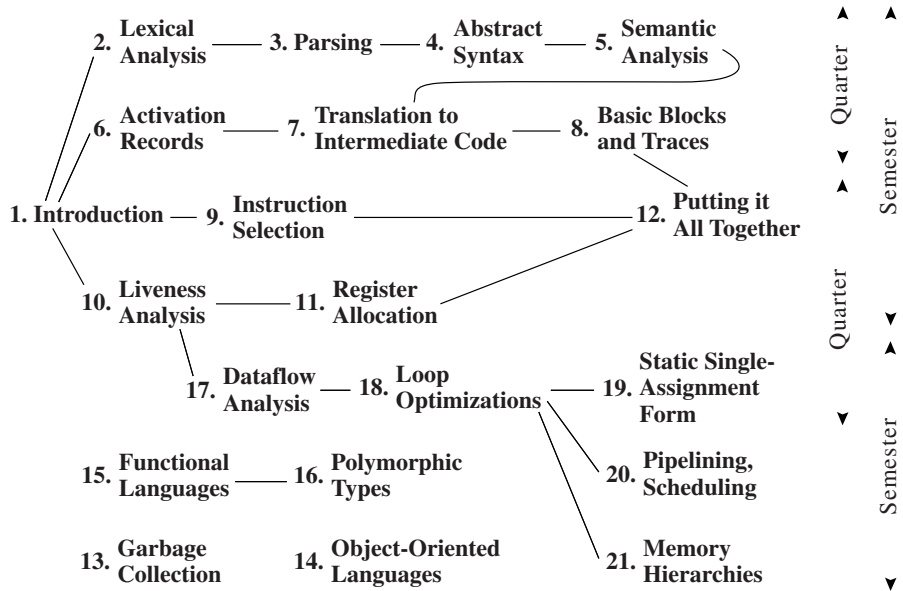 2. Lexical Analysis
3. Parsing
4. Abstract Syntax
5. Semantic Analysis
6. Activation Records
7. Translation to Intermediate Code
8. Basic Blocks and Traces
1. Introduction
9. Instruction Selection
12. Putting it All Together
10. Liveness Analysis
11. Register Allocation
17. Dataflow Analysis
18. Loop Optimizations
19. Static Single-Assignment Form
15. Functional Languages
16. Polymorphic Types
20. Pipelining, Scheduling
13. Garbage Collection
14. Object-Oriented Languages
21. Memory Hierarchies
Quarter
Quarter
Semester
Semester